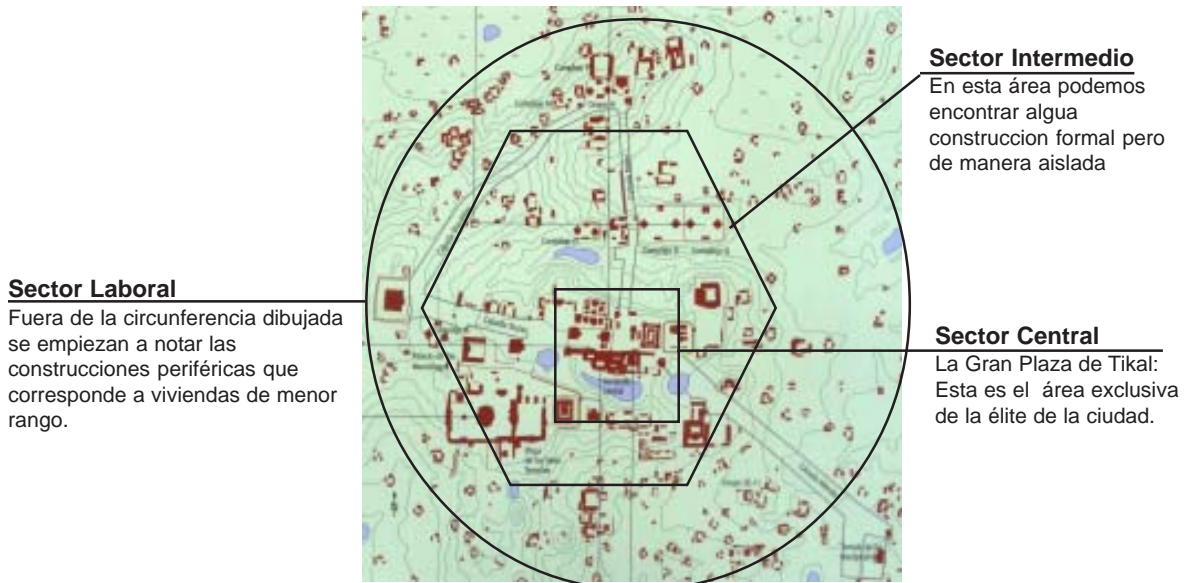 Sector Intermedio
En esta área podemos
encontrar algua
construccion formal pero
de manera aislada
Sector Laboral
Fuera de la circunferencia dibujada
se empiezan a notar las
construcciones periféricas que
corresponde a viviendas de menor
rango.
Sector Central
La Gran Plaza de Tikal:
Esta es el  área exclusiva
de la élite de la ciudad.